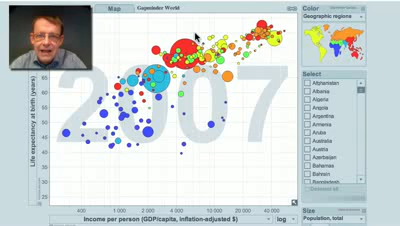 Map
Gapminder World
Color
Geographic regions
Select
Afghanistan
Albania
Algeria
Angola
Argentina
Armenia
Aruba
Australia
Austria
Azerbaijan
Bahamas
Bahrain
Bangladesh
Deselect all
Size
Population, total
2007
Life expectancy at birth (years)
85
80
75
70
65
60
55
50
45
40
35
30
25
400
1 000
2 000
4 000
10 000
20 000
40 000
Income per person (GDP/capita, inflation-adjusted $)
log